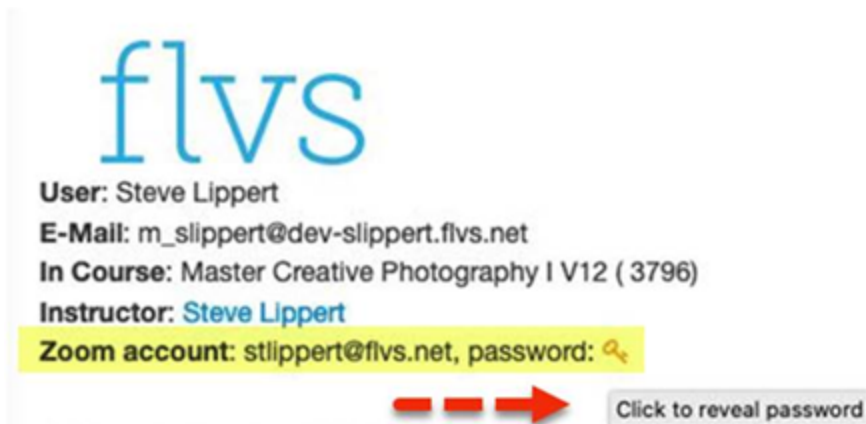 flvs
User: Steve Lippert
E-Mail: m_slippert@dev-slippert.flvs.net
In Course: Master Creative Photography I V12 ( 3796)
Instructor: Steve Lippert
Zoom account: stlippert@flvs.net, password:
Click to reveal password